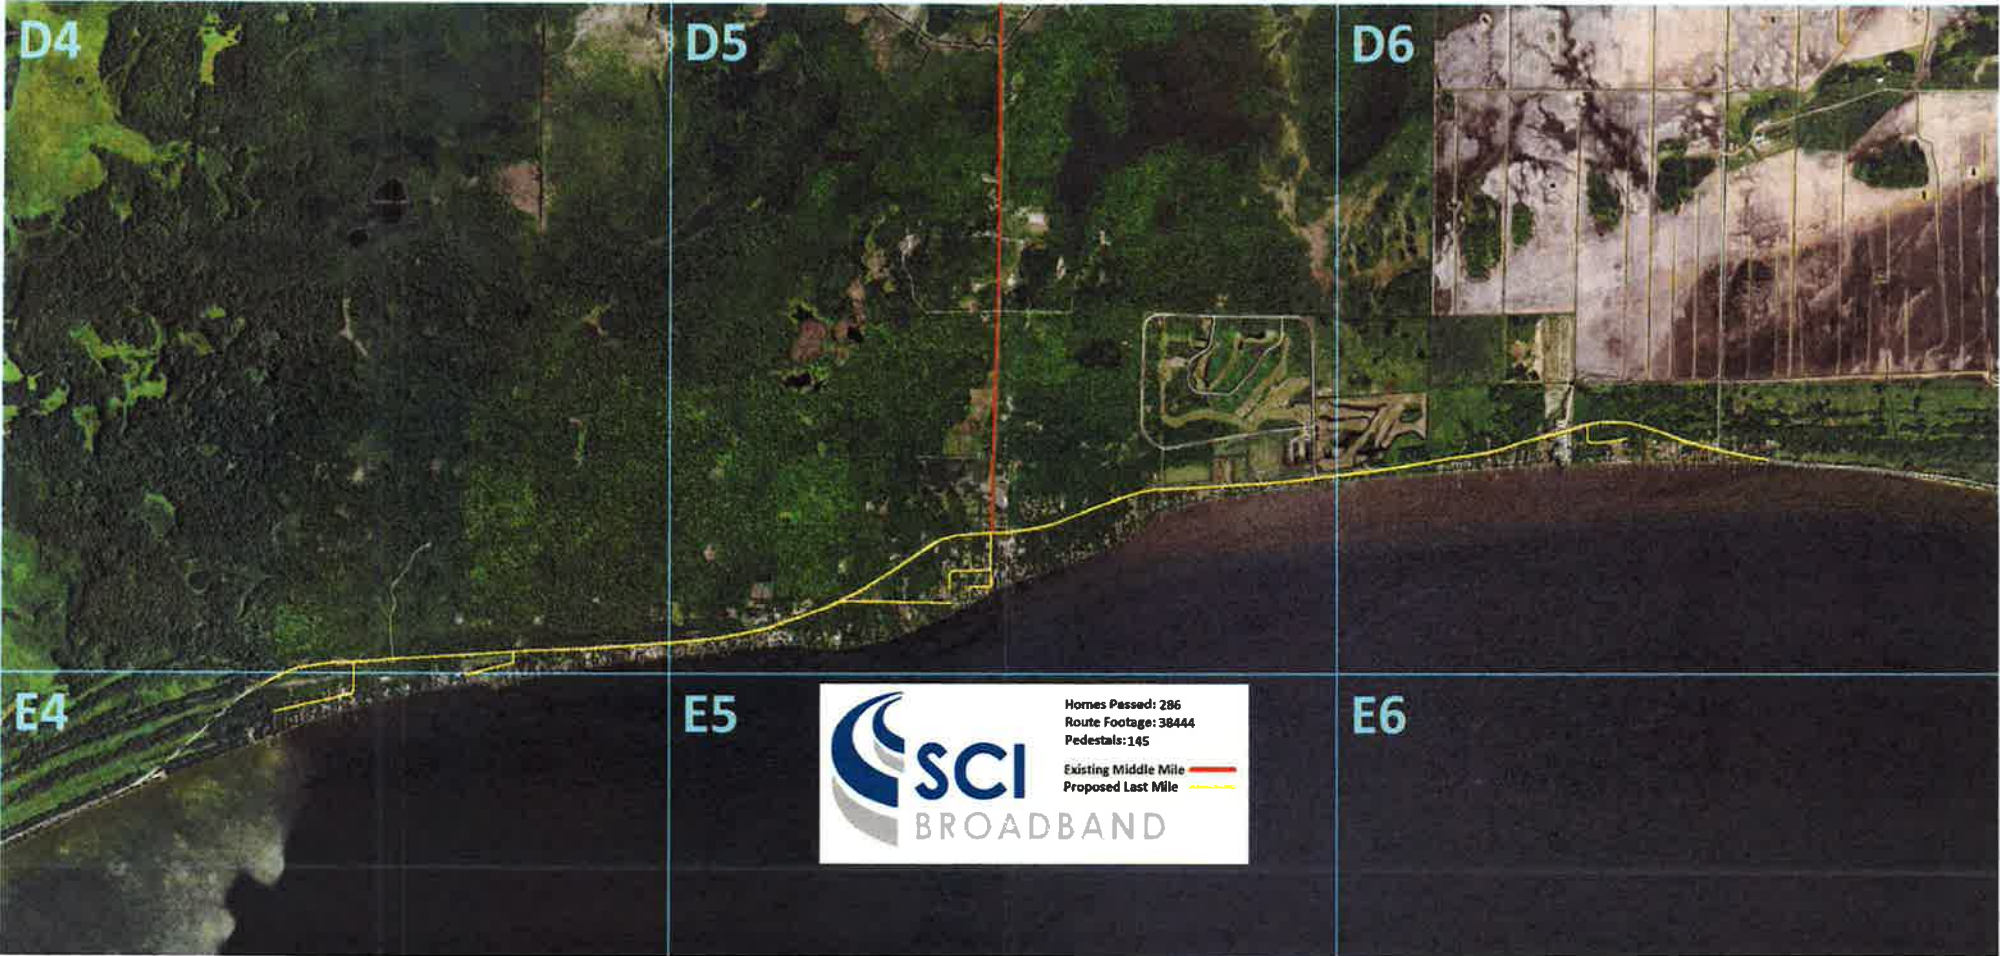 D4
D5
D6
E4
E5
E6
SCI
BROADBAND
Homes Passed: 286
Route Footage: 38444
Pedestals: 145
Existing Middle Mile
Proposed Last Mile